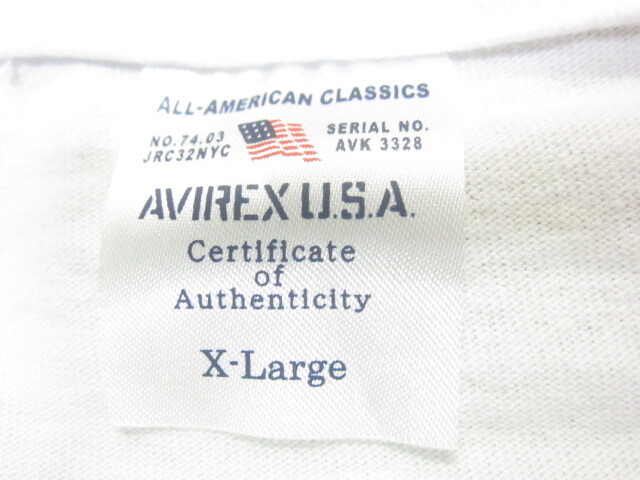 ALL-AMERICAN CLASSICS
NO.74.03
JRC32NYC
SERIAL NO.
AVK 3328
AVIREX U.S.A.
Certificate
of
Authenticity
X-Large